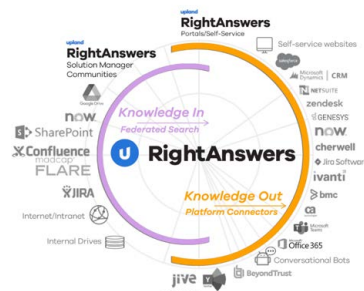 upland
RightAnswers
Portals/Self-Service
upland
RightAnswers
Solution Manager
Communities
Self-service websites
salesforce
Microsoft Dynamics | CRM
NETSUITE
zendesk
GENESYS
now
cherwell
Jira Software
ivanti
bmc
ca
Microsoft Teams
Office 365
Conversational Bots
BeyondTrust
jive
Google Drive
now
SharePoint
Confluence
madcap
FLARE
JIRA
Internet/Intranet
Internal Drives
Knowledge In
Federated Search
U RightAnswers
Knowledge Out
Platform Connectors